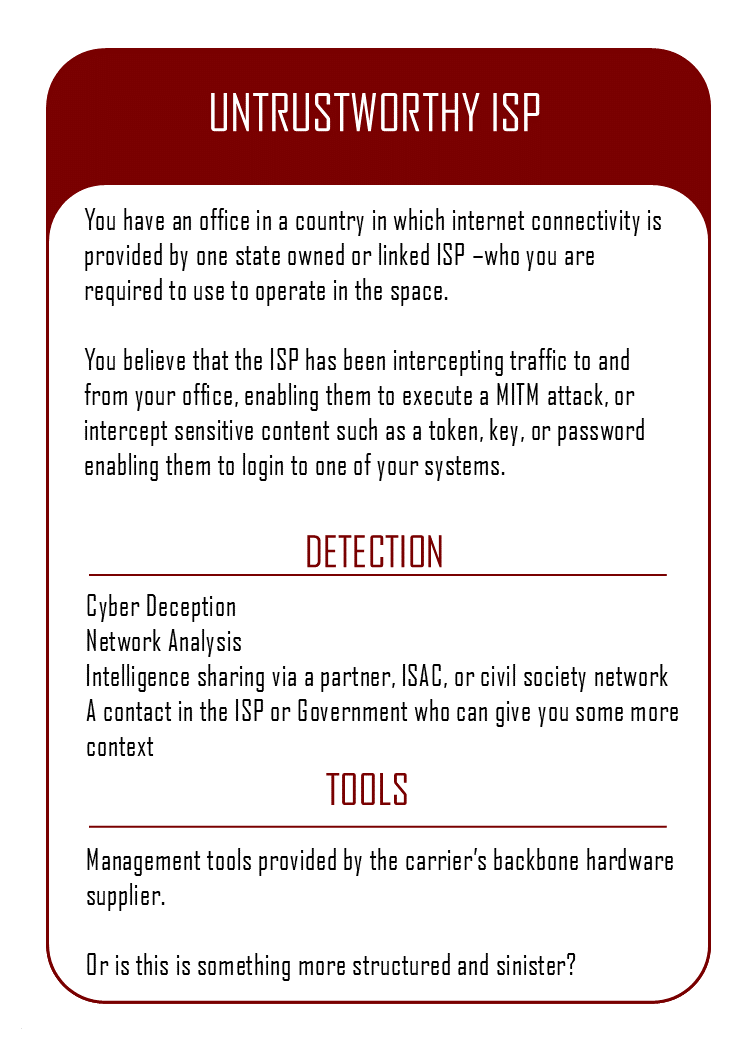 UNTRUSTWORTHY ISP
You have an office in a country in which internet connectivity is
provided by one state owned or linked ISP –who you are
required to use to operate in the space.
You believe that the ISP has been intercepting traffic to and
from your office, enabling them to execute a MITM attack, or
intercept sensitive content such as a token, key, or password
enabling them to login to one of your systems.
DETECTION
Cyber Deception
Network Analysis
Intelligence sharing via a partner, ISAC, or civil society network
A contact in the ISP or Government who can give you some more
context
TOOLS
Management tools provided by the carrier’s backbone hardware
supplier.
Or is this is something more structured and sinister?